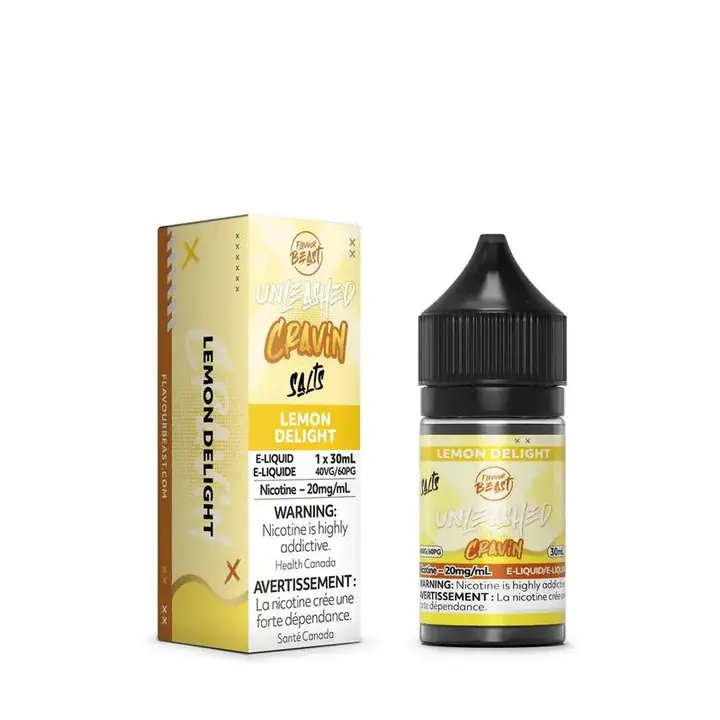 LEMON DELIGHT
FLAVOURBEAST.COM
FLAVOUR
BEAST
UNLEASHED
CRAVIN
SALTS
LEMON
DELIGHT
E-LIQUID 1 x 30mL
E-LIQUIDE 40VG/60PG
Nicotine – 20mg/mL
WARNING:
Nicotine is highly
addictive.
Health Canada
AVERTISSEMENT :
La nicotine crée une
forte dépendance.
Santé Canada
LEMON DELIGHT
SALTS
FLAVOUR
BEAST
UNLEASHED
CRAVIN
40VG/60PG 30mL
Nicotine – 20mg/mL E-LIQUID/E-LIQUI
WARNING: Nicotine is highly addictive
AVERTISSEMENT : La nicotine crée une
forte dépendance.